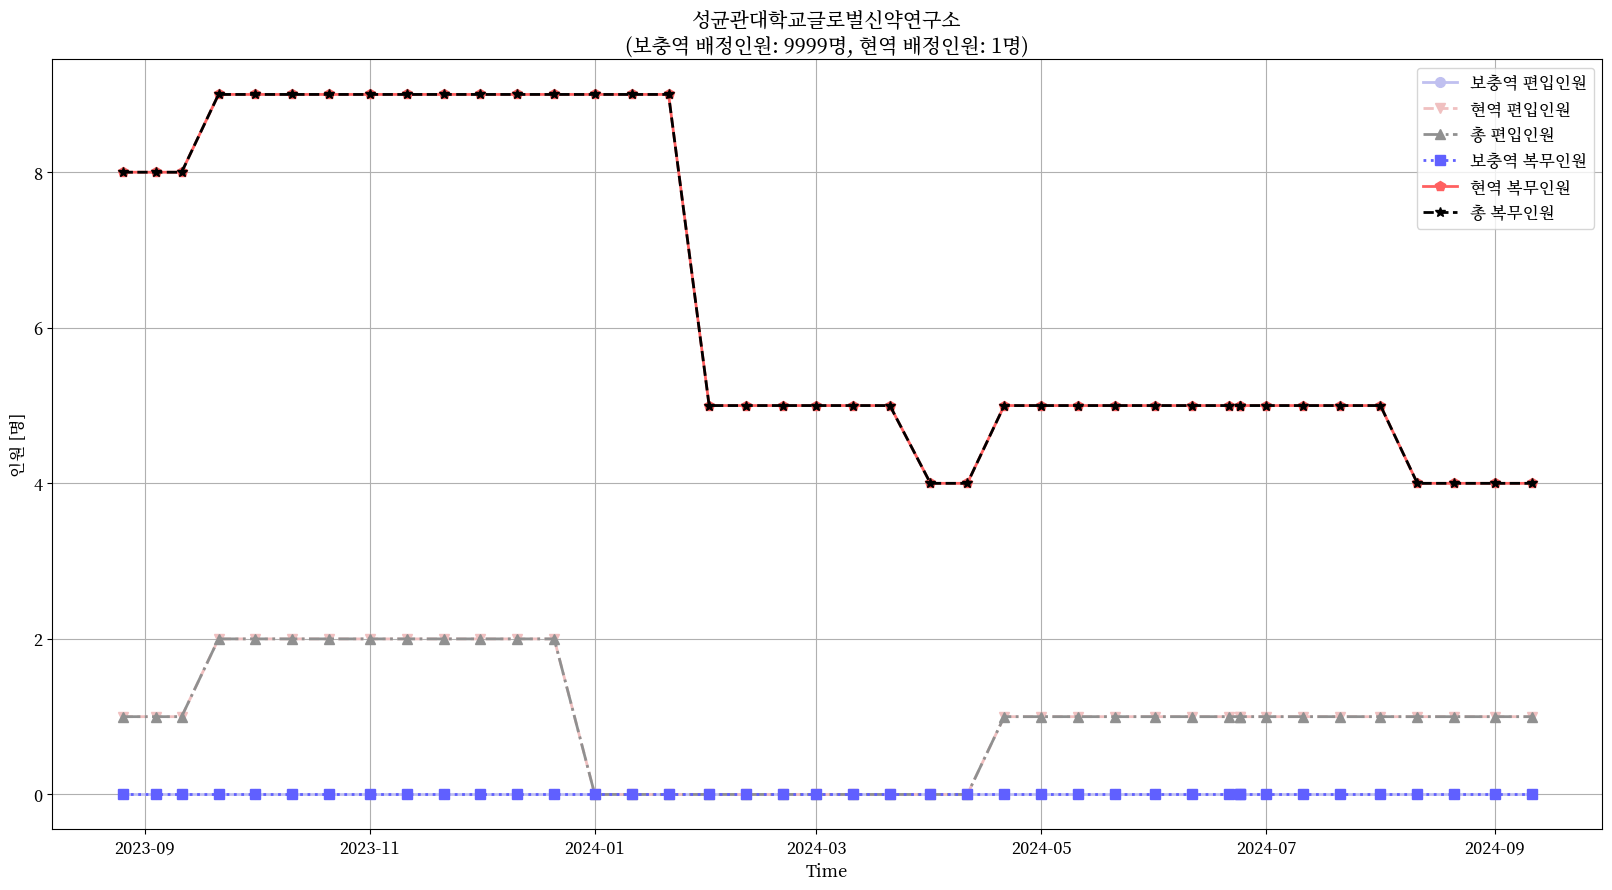 성균관대학교글로벌신약연구소
(보충역 배정인원: 9999명, 현역 배정인원: 1명)
보충역 편입인원
현역 편입인원
총 편입인원
보충역 복무인원
현역 복무인원
총 복무인원
인원 [명]
8
6
4
2
0
2023-09 2023-11 2024-01 2024-03 2024-05 2024-07 2024-09
Time